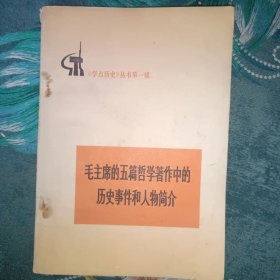 《学点历史》丛书第一辑
毛主席的五篇哲学著作中的
历史事件和人物简介